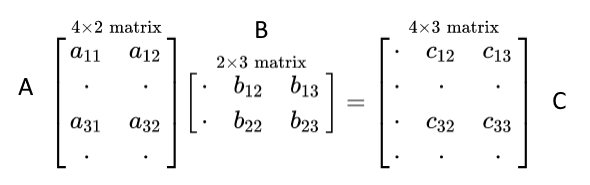 4×2 matrix B 4×3 matrix
a11 a12 2×3 matrix · c12 c13
A · · · b12 b13 = · · · C
a31 a32 · b22 b23 · c32 c33
· · · · ·